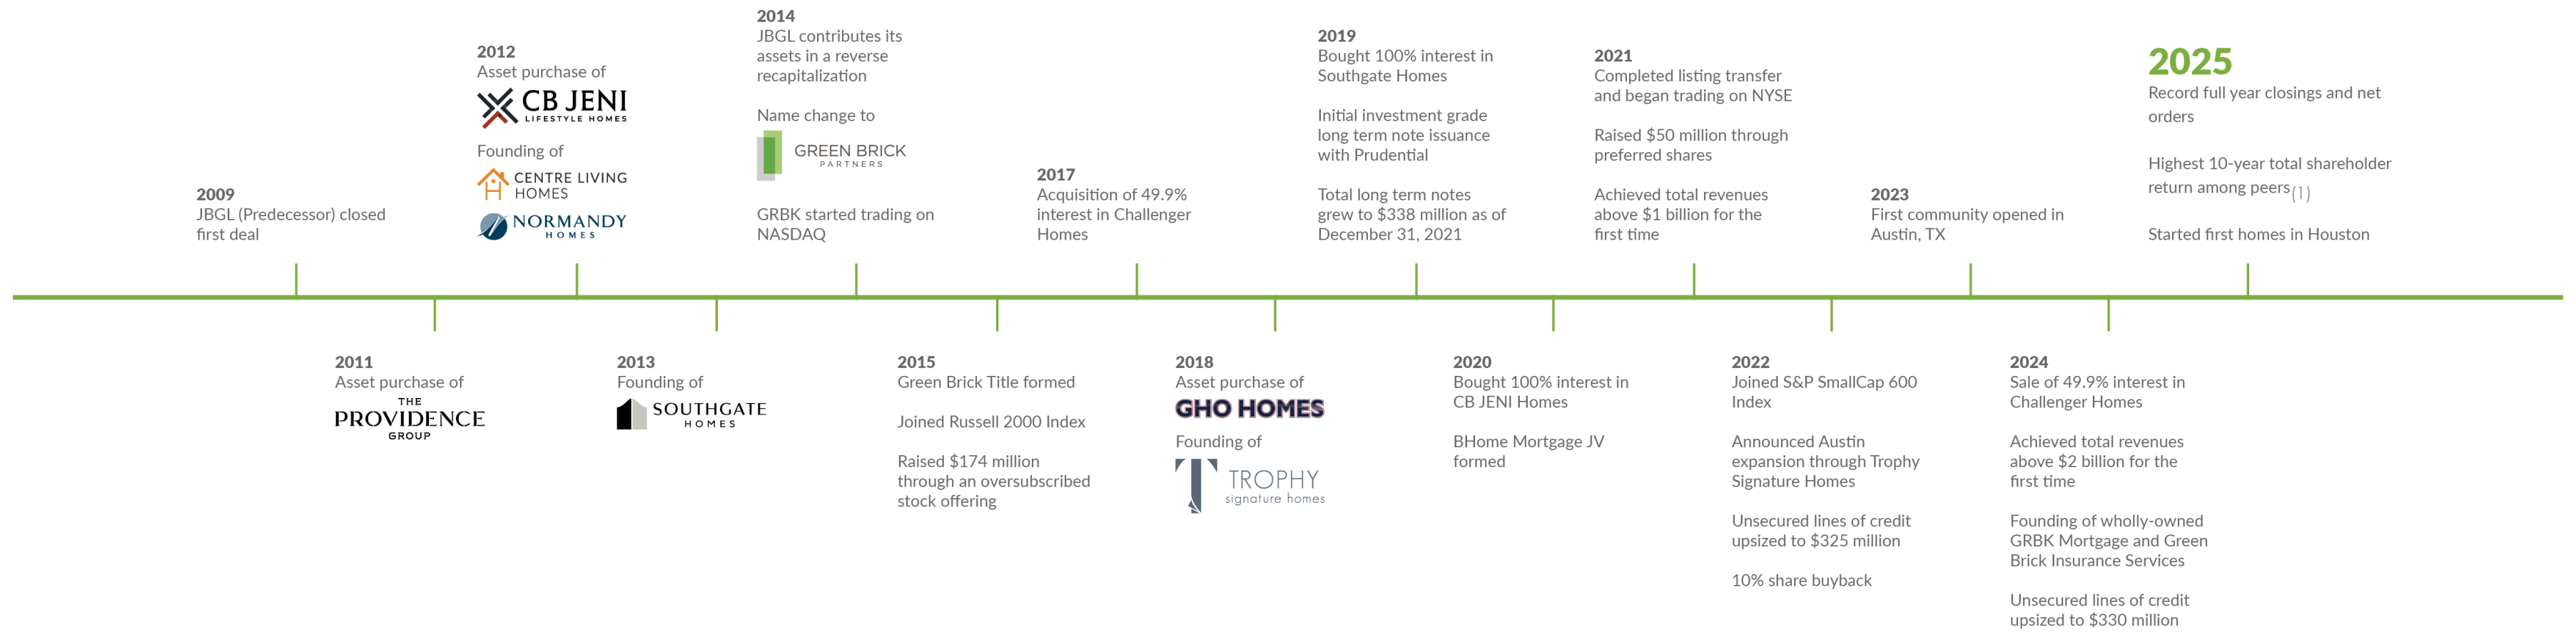 2009
JBGL (Predecessor) closed
first deal
2011
Asset purchase of
THE
PROVIDENCE
GROUP
2012
Asset purchase of
CB JENI
LIFESTYLE HOMES
Founding of
CENTRE LIVING
HOMES
NORMANDY
HOMES
2013
Founding of
SOUTHGATE
HOMES
2014
JBGL contributes its
assets in a reverse
recapitalization
Name change to
GREEN BRICK
PARTNERS
GRBK started trading on
NASDAQ
2015
Green Brick Title formed
Joined Russell 2000 Index
Raised $174 million
through an oversubscribed
stock offering
2017
Acquisition of 49.9%
interest in Challenger
Homes
2018
Asset purchase of
GHO HOMES
Founding of
TROPHY
signature homes
2019
Bought 100% interest in
Southgate Homes
Initial investment grade
long term note issuance
with Prudential
Total long term notes
grew to $338 million as of
December 31, 2021
2020
Bought 100% interest in
CB JENI Homes
BHome Mortgage JV
formed
2021
Completed listing transfer
and began trading on NYSE
Raised $50 million through
preferred shares
Achieved total revenues
above $1 billion for the
first time
2022
Joined S&P SmallCap 600
Index
Announced Austin
expansion through Trophy
Signature Homes
Unsecured lines of credit
upsized to $325 million
10% share buyback
2023
First community opened in
Austin, TX
2024
Sale of 49.9% interest in
Challenger Homes
Achieved total revenues
above $2 billion for the
first time
Founding of wholly-owned
GRBK Mortgage and Green
Brick Insurance Services
Unsecured lines of credit
upsized to $330 million
2025
Record full year closings and net
orders
Highest 10-year total shareholder
return among peers(1)
Started first homes in Houston